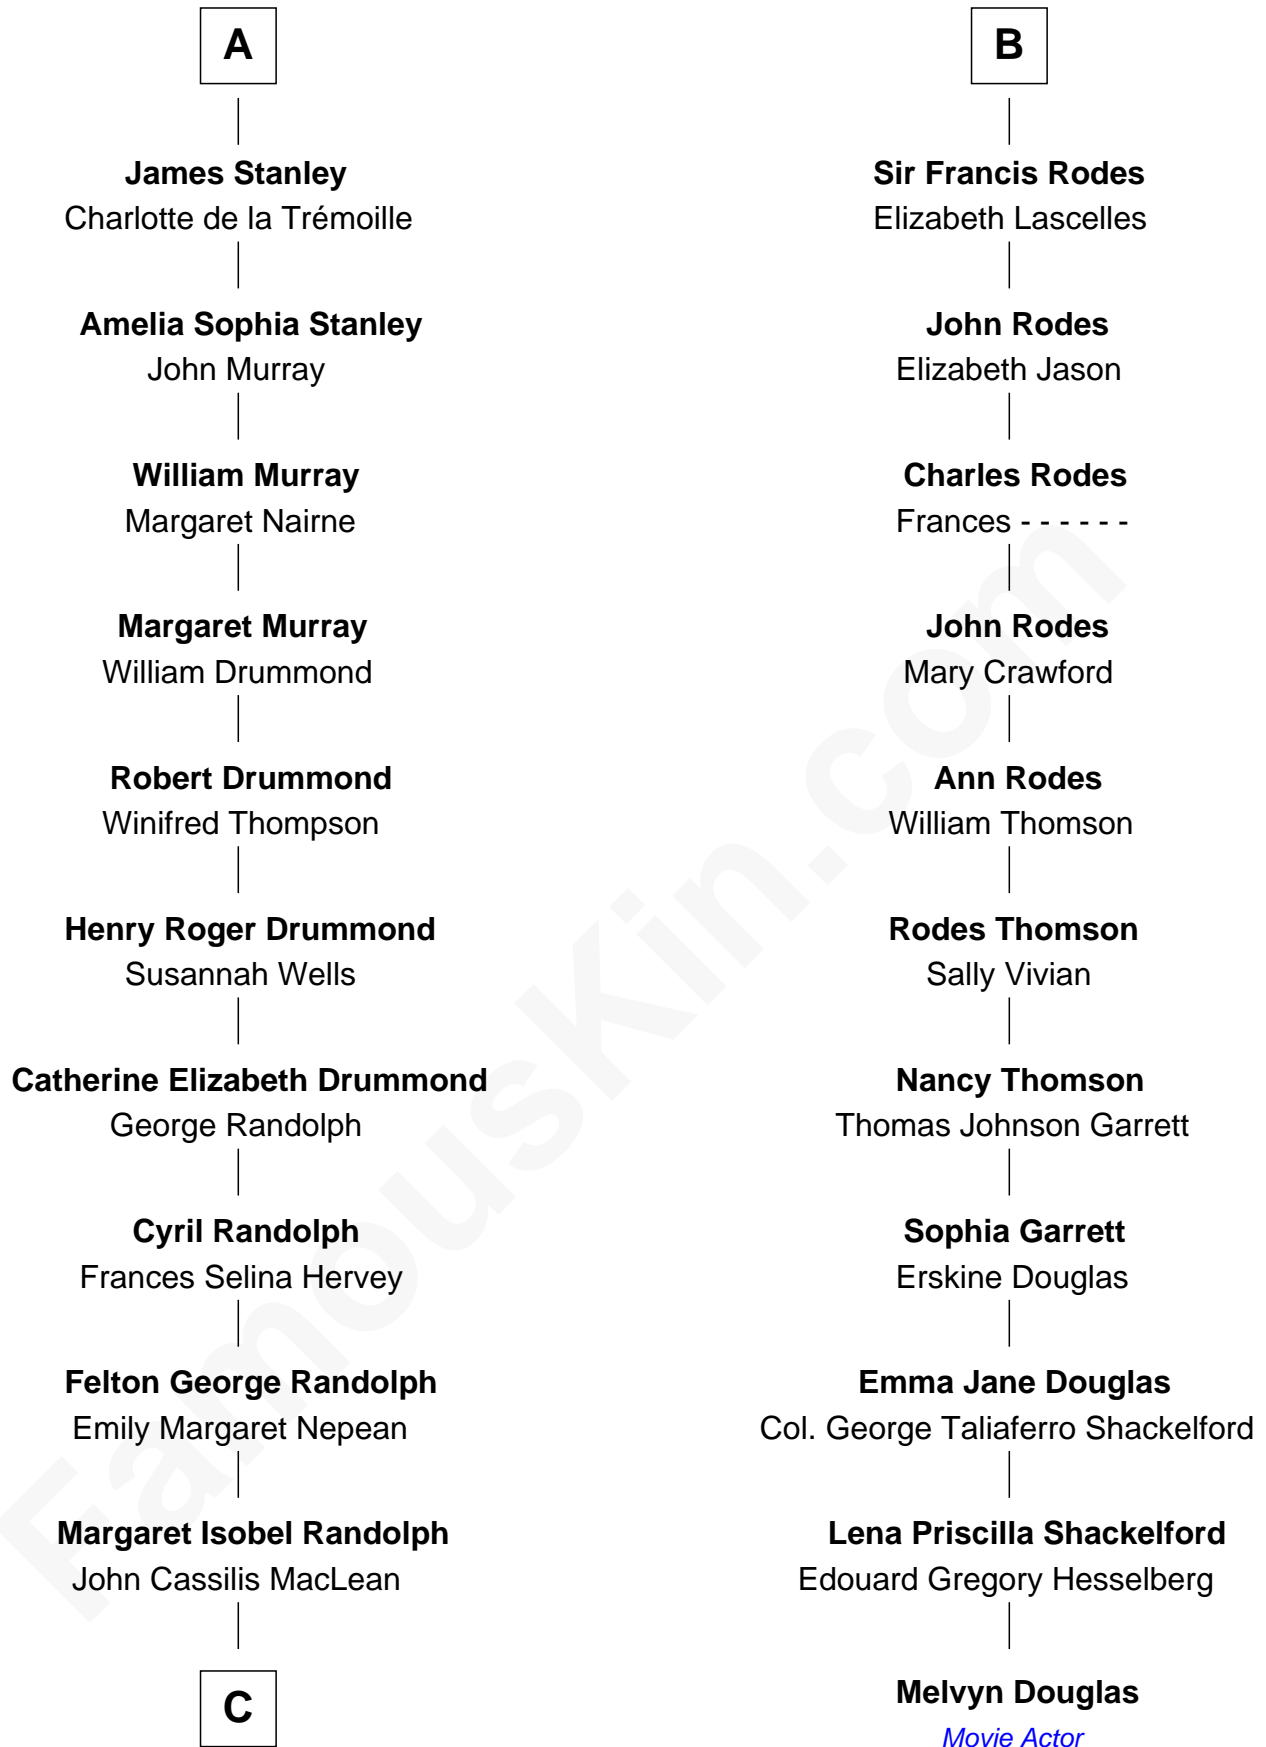 A
James Stanley
Charlotte de la Trémoille
Amelia Sophia Stanley
John Murray
William Murray
Margaret Nairne
Margaret Murray
William Drummond
Robert Drummond
Winifred Thompson
Henry Roger Drummond
Susannah Wells
Catherine Elizabeth Drummond
George Randolph
Cyril Randolph
Frances Selina Hervey
Felton George Randolph
Emily Margaret Nepean
Margaret Isobel Randolph
John Cassilis MacLean
C
B
Sir Francis Rodes
Elizabeth Lascelles
John Rodes
Elizabeth Jason
Charles Rodes
Frances - - - - - -
John Rodes
Mary Crawford
Ann Rodes
William Thomson
Rodes Thomson
Sally Vivian
Nancy Thomson
Thomas Johnson Garrett
Sophia Garrett
Erskine Douglas
Emma Jane Douglas
Col. George Taliaferro Shackelford
Lena Priscilla Shackelford
Edouard Gregory Hesselberg
Melvyn Douglas
Movie Actor
FamousKin.com